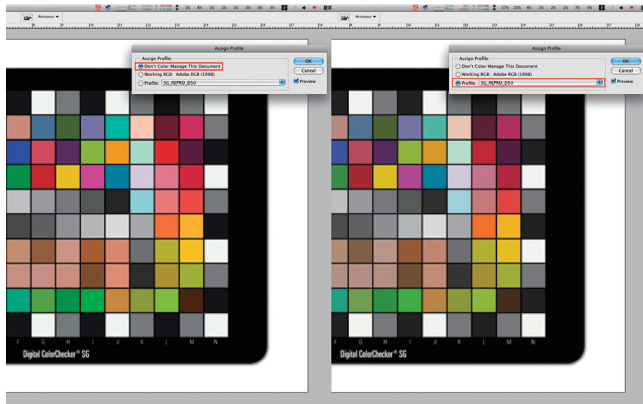 Workspace ▾
Workspace ▾
Assign Profile
Assign Profile:
Don't Color Manage This Document
Working RGB: Adobe RGB (1998)
Profile: SG_REPRO_D50
OK
Cancel
Preview
Assign Profile
Assign Profile:
Don't Color Manage This Document
Working RGB: Adobe RGB (1998)
Profile: SG_REPRO_D50
OK
Cancel
Preview
F G H I J K L M N
Digital ColorChecker® SG
F G H I J K L M N
Digital ColorChecker® SG